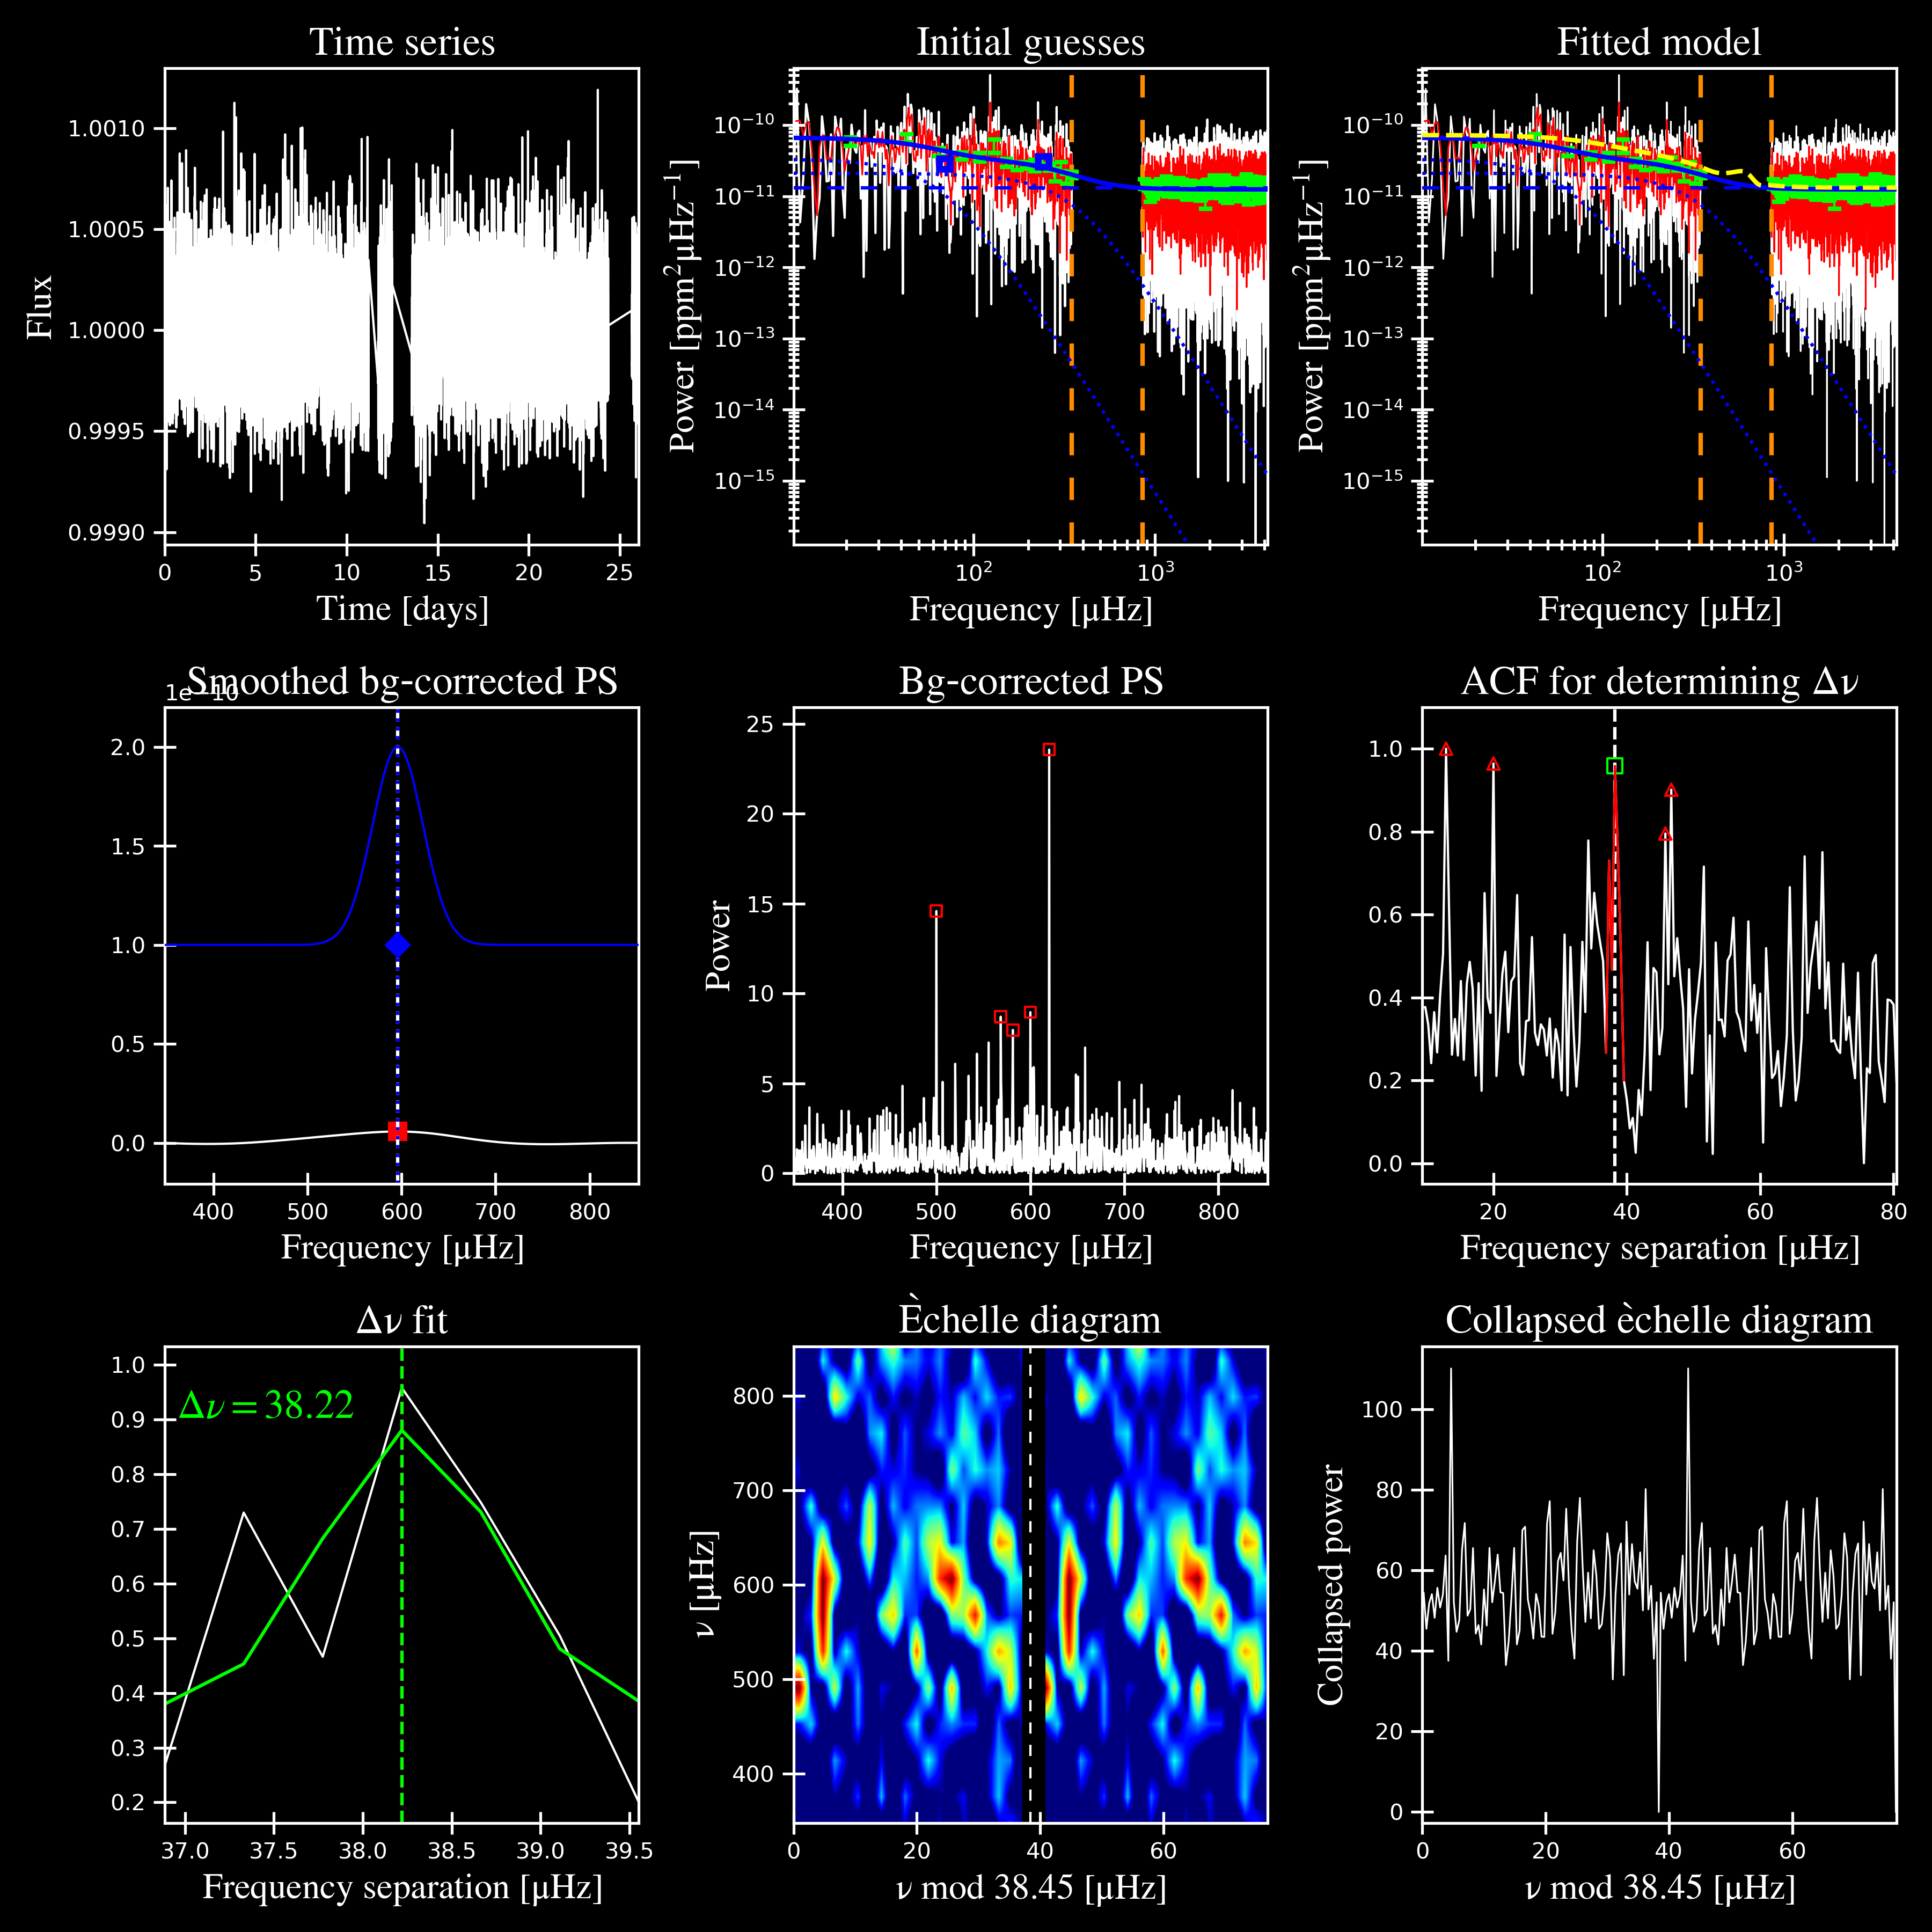 Time series
Initial guesses
Fitted model
1.0010
1.0005
1.0000
0.9995
0.9990
Flux
0 5 10 15 20 25
Time [days]
10⁻¹⁰
10⁻¹¹
10⁻¹²
10⁻¹³
10⁻¹⁴
10⁻¹⁵
Power [ppm²μHz⁻¹]
10² 10³
Frequency [μHz]
10⁻¹⁰
10⁻¹¹
10⁻¹²
10⁻¹³
10⁻¹⁴
10⁻¹⁵
Power [ppm²μHz⁻¹]
10² 10³
Frequency [μHz]
Smoothed bg-corrected PS
1e−10
2.0
1.5
1.0
0.5
0.0
400 500 600 700 800
Frequency [μHz]
Bg-corrected PS
25
20
15
10
5
0
Power
400 500 600 700 800
Frequency [μHz]
ACF for determining Δν
1.0
0.8
0.6
0.4
0.2
0.0
20 40 60 80
Frequency separation [μHz]
Δν fit
Δν = 38.22
1.0
0.9
0.8
0.7
0.6
0.5
0.4
0.3
0.2
37.0 37.5 38.0 38.5 39.0 39.5
Frequency separation [μHz]
Èchelle diagram
800
700
600
500
400
ν [μHz]
0 20 40 60
ν mod 38.45 [μHz]
Collapsed èchelle diagram
100
80
60
40
20
0
Collapsed power
0 20 40 60
ν mod 38.45 [μHz]